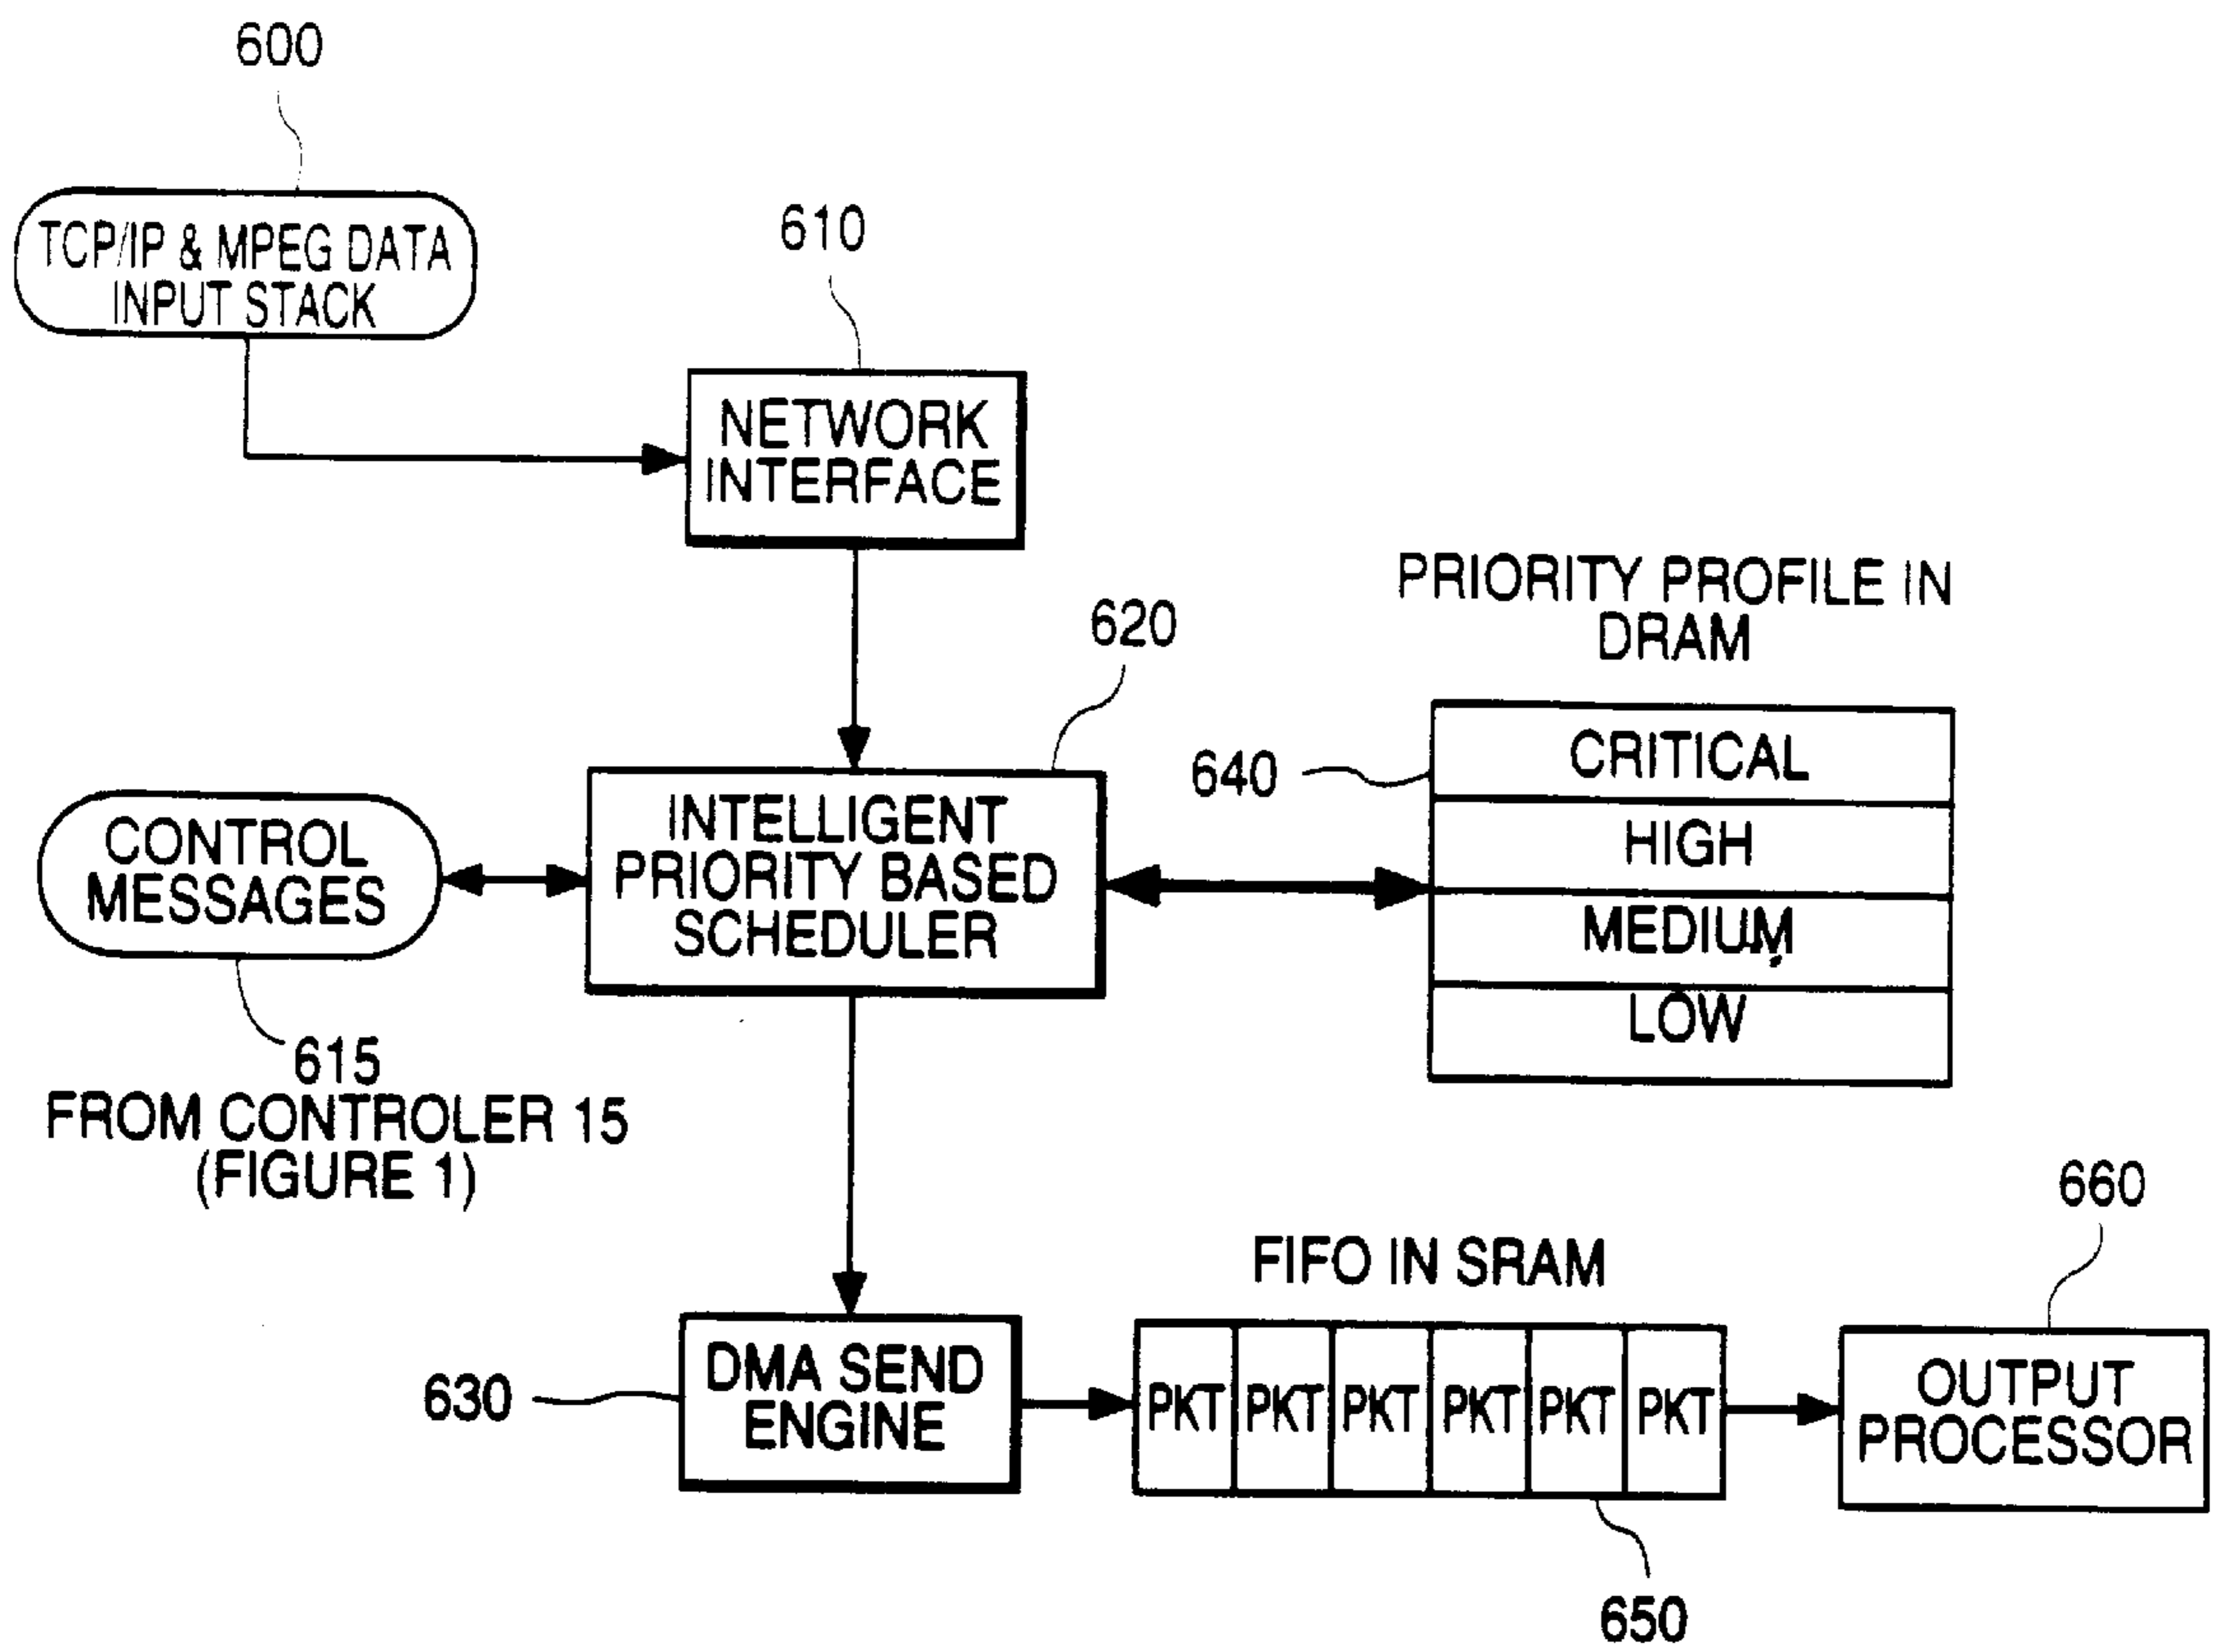 600
TCP/IP & MPEG DATA
INPUT STACK
610
NETWORK
INTERFACE
620
PRIORITY PROFILE IN
DRAM
640
CRITICAL
HIGH
MEDIUM
LOW
INTELLIGENT
PRIORITY BASED
SCHEDULER
CONTROL
MESSAGES
615
FROM CONTROLER 15
(FIGURE 1)
630
DMA SEND
ENGINE
FIFO IN SRAM
PKT PKT PKT PKT PKT PKT
650
660
OUTPUT
PROCESSOR